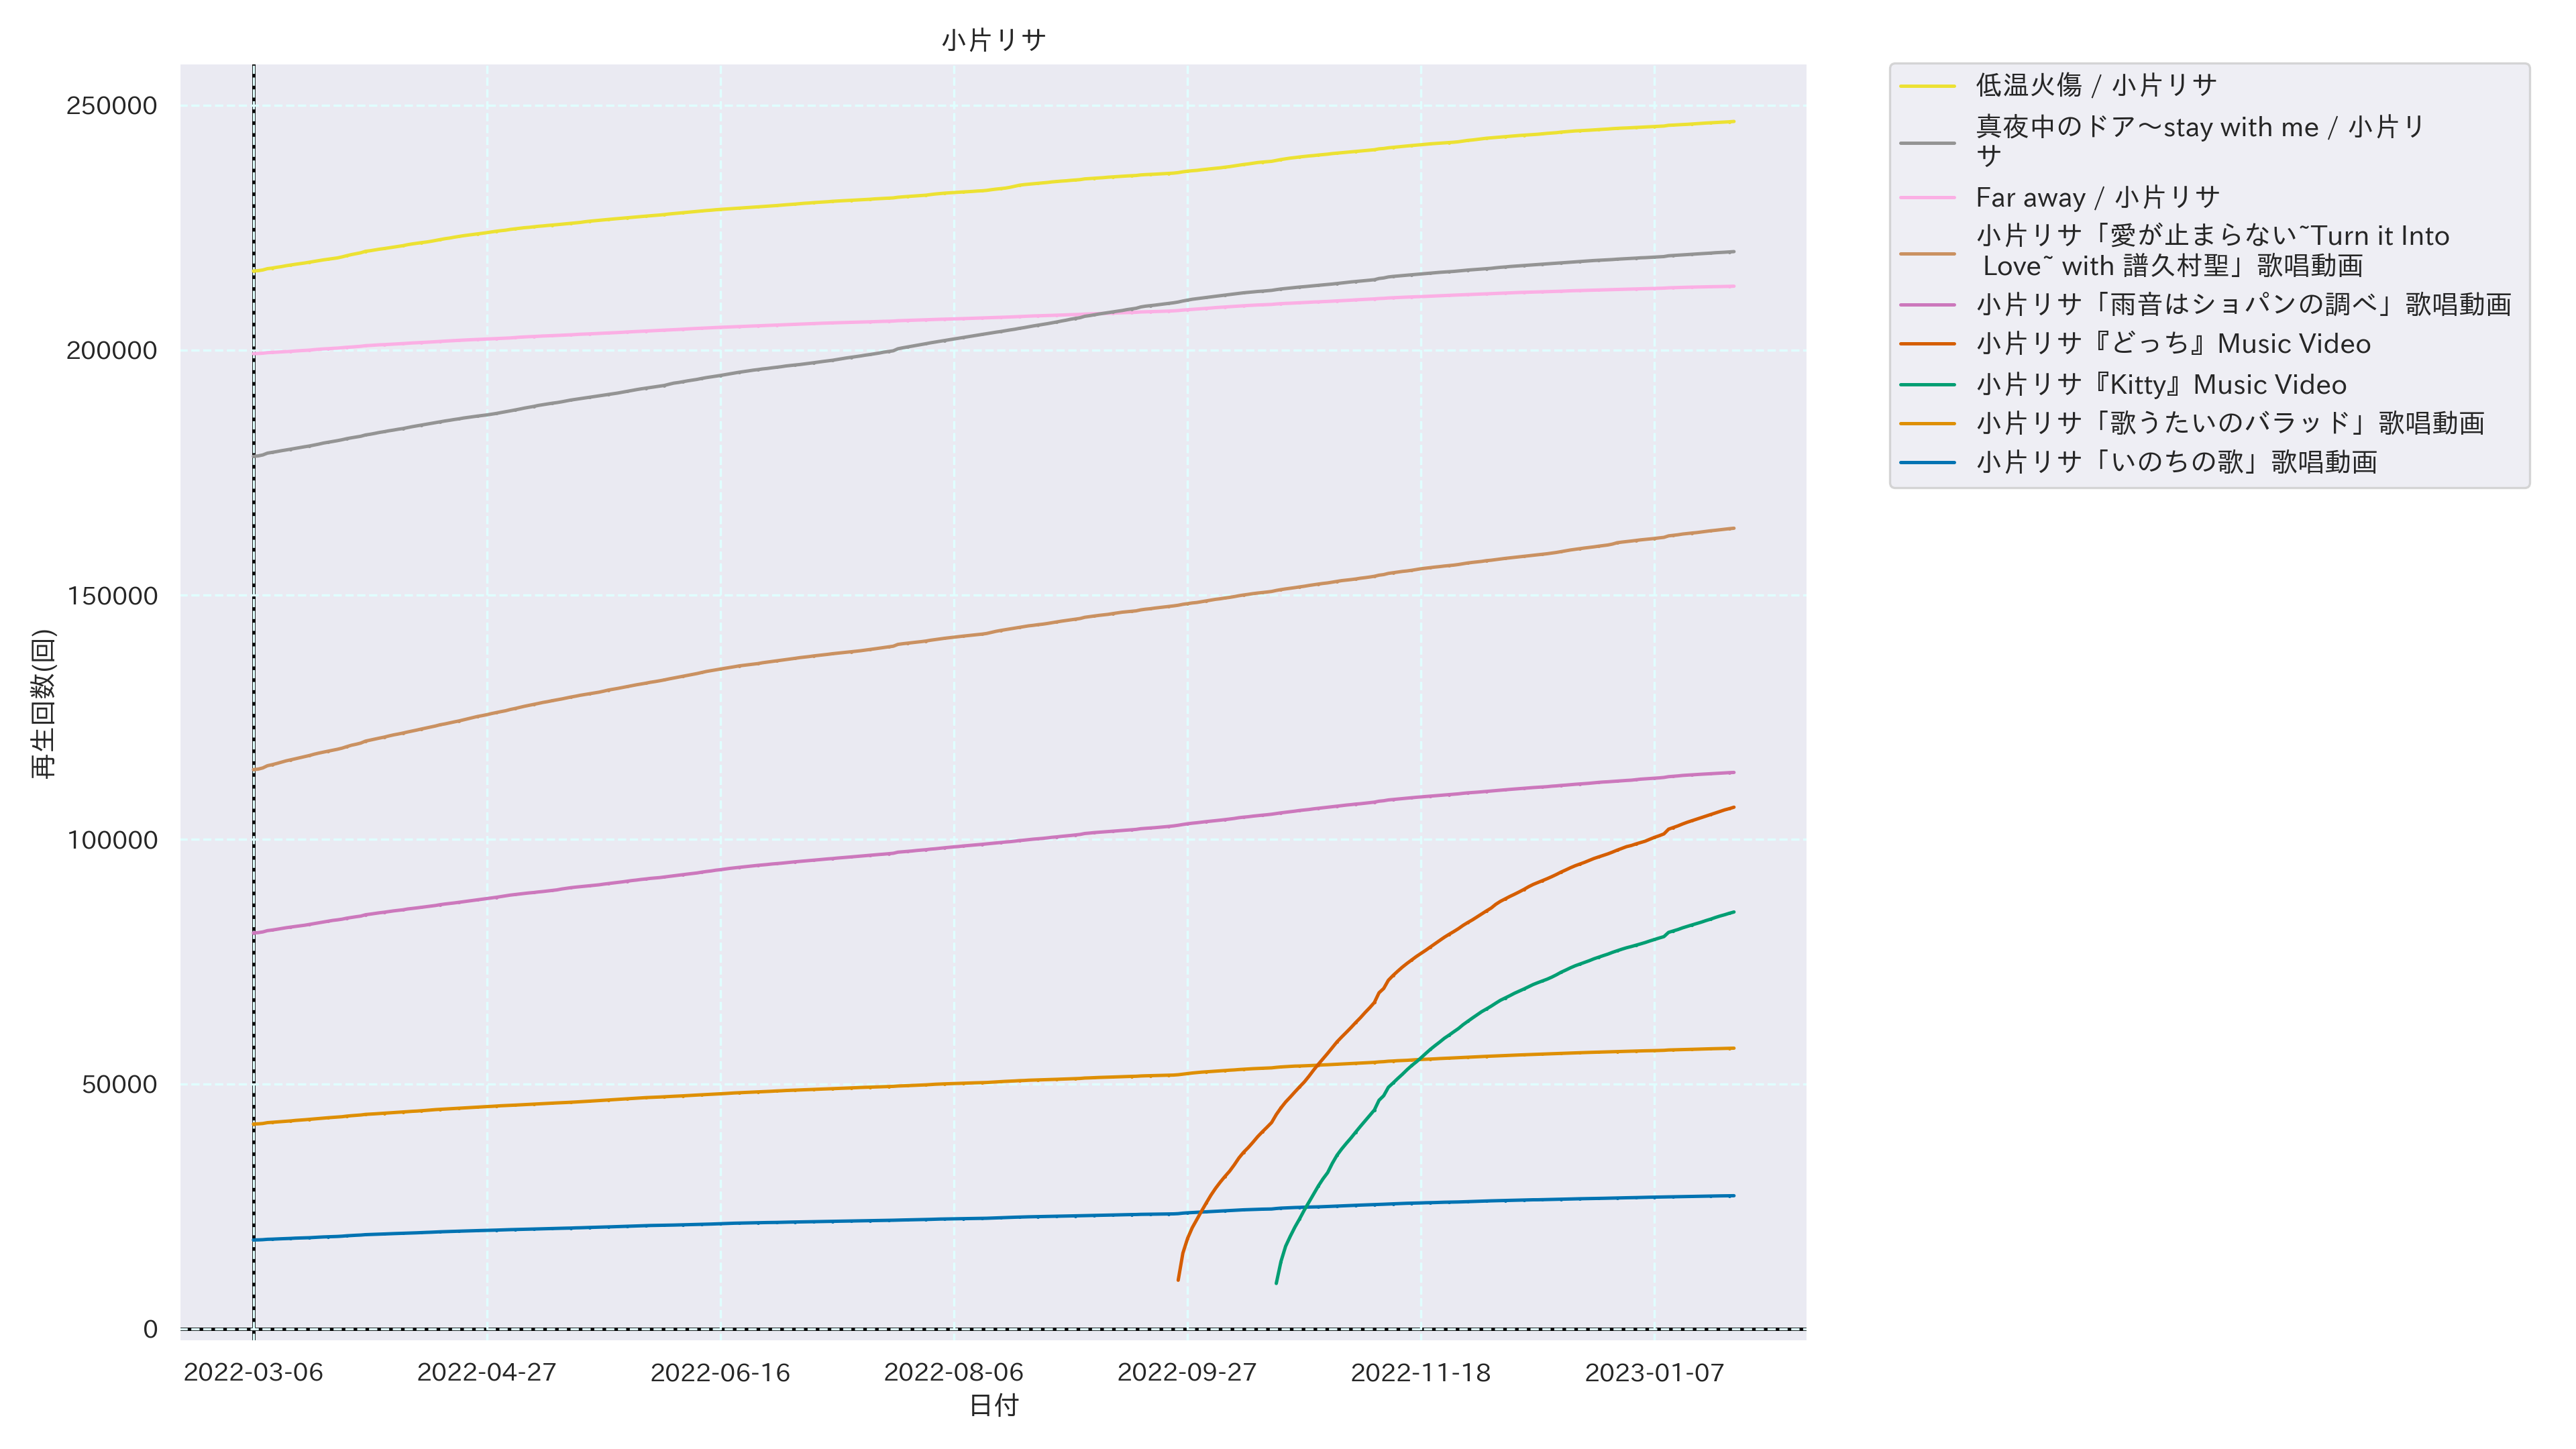 小片リサ
250000
200000
150000
100000
50000
0
再生回数(回)
2022-03-06
2022-04-27
2022-06-16
2022-08-06
2022-09-27
2022-11-18
2023-01-07
日付
低温火傷 / 小片リサ
真夜中のドア〜stay with me / 小片リ
サ
Far away / 小片リサ
小片リサ「愛が止まらない~Turn it Into
Love~ with 譜久村聖」歌唱動画
小片リサ「雨音はショパンの調べ」歌唱動画
小片リサ『どっち』Music Video
小片リサ『Kitty』Music Video
小片リサ「歌うたいのバラッド」歌唱動画
小片リサ「いのちの歌」歌唱動画